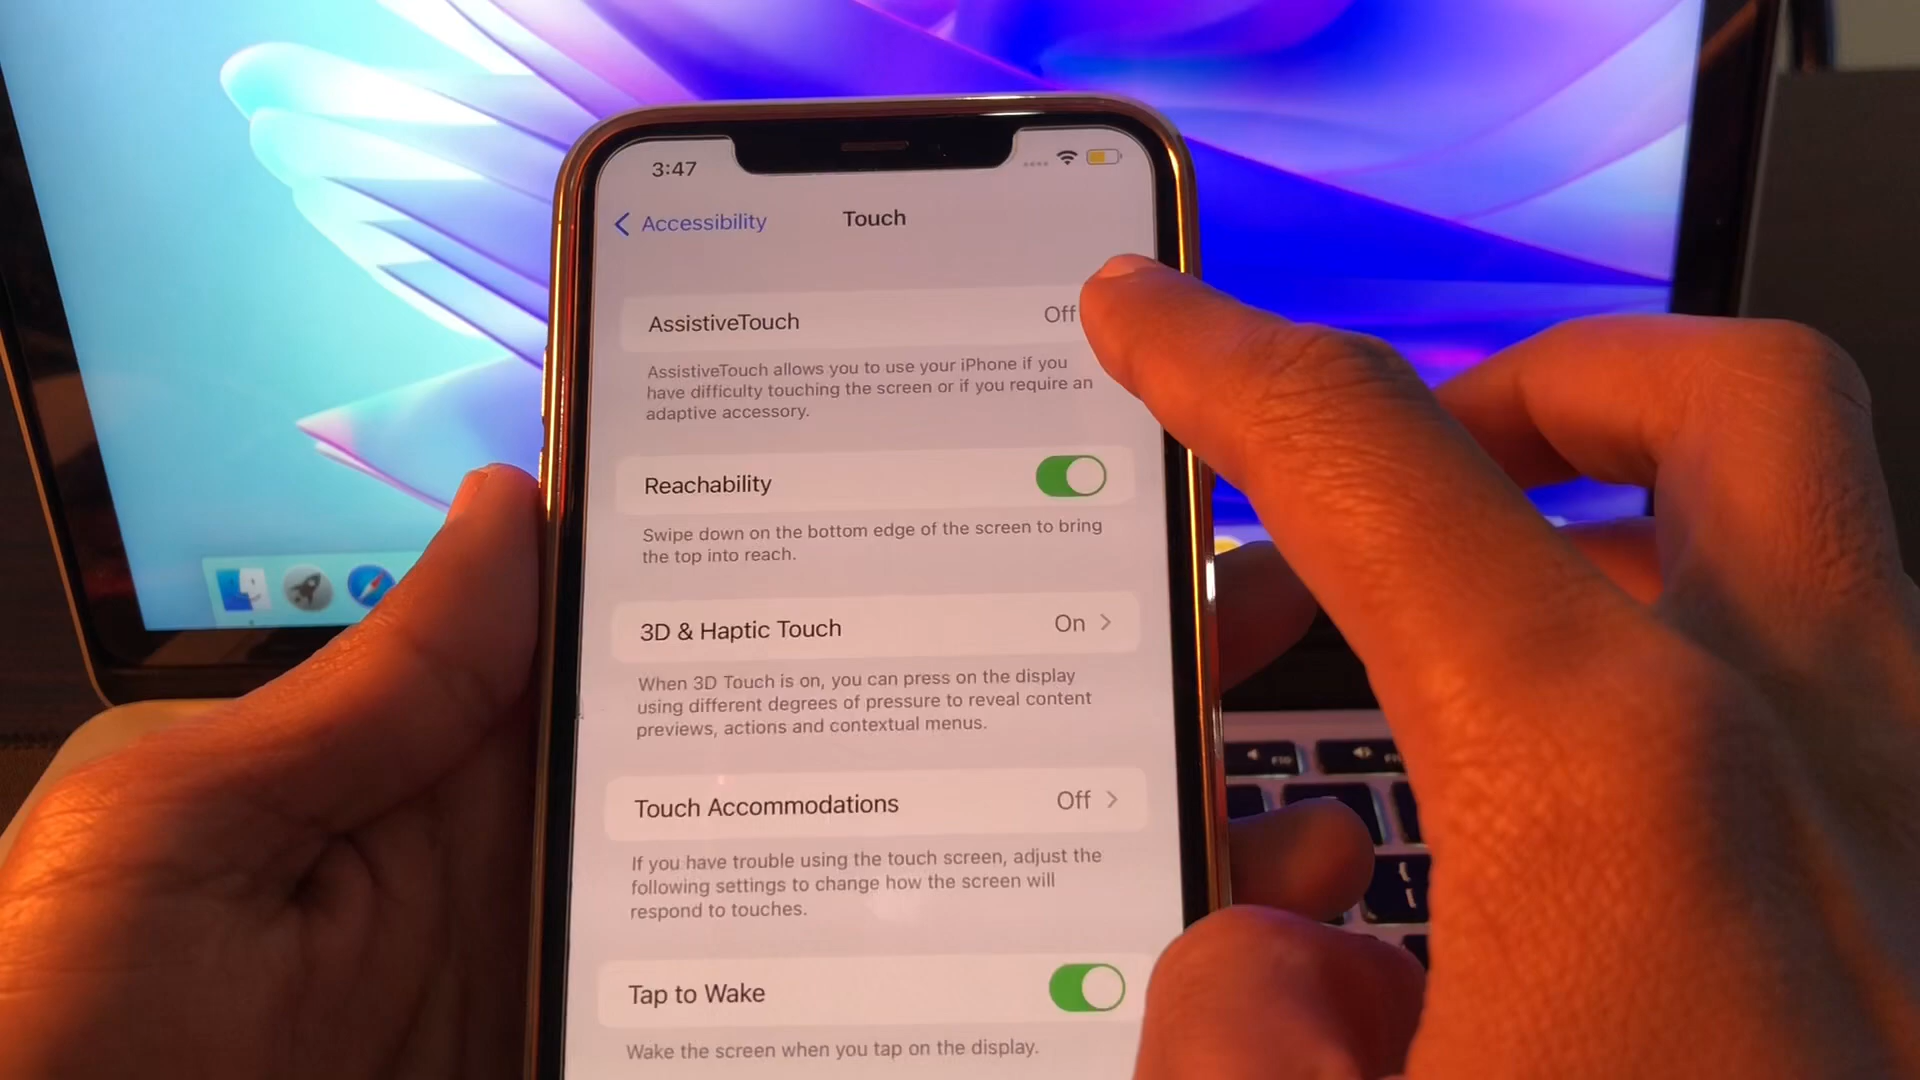 3:47
Accessibility
Touch
AssistiveTouch
Off
AssistiveTouch allows you to use your iPhone if you
have difficulty touching the screen or if you require an
adaptive accessory.
Reachability
Swipe down on the bottom edge of the screen to bring
the top into reach.
3D & Haptic Touch
On
When 3D Touch is on, you can press on the display
using different degrees of pressure to reveal content
previews, actions and contextual menus.
Touch Accommodations
Off
If you have trouble using the touch screen, adjust the
following settings to change how the screen will
respond to touches.
Tap to Wake
Wake the screen when you tap on the display.
F10
{
[